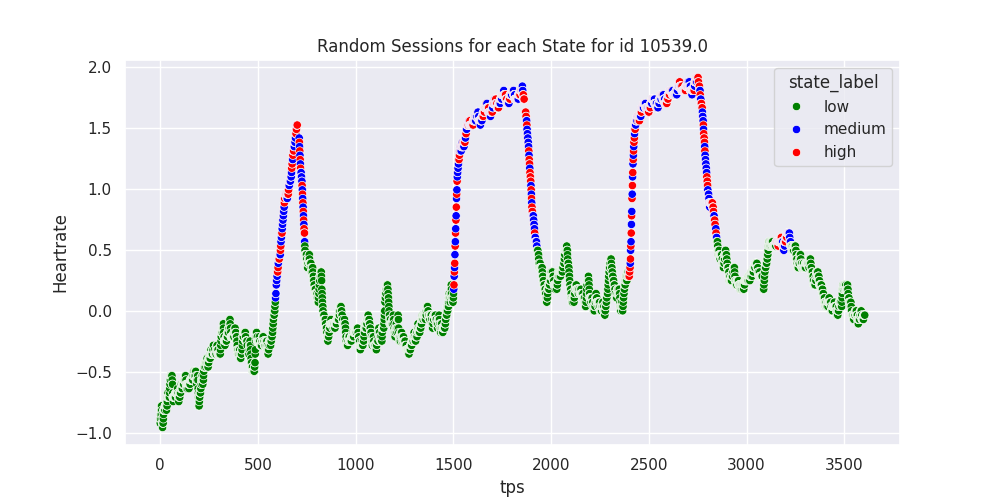 Random Sessions for each State for id 10539.0
2.0
1.5
1.0
0.5
0.0
−0.5
−1.0
Heartrate
0 500 1000 1500 2000 2500 3000 3500
tps
state_label
low
medium
high